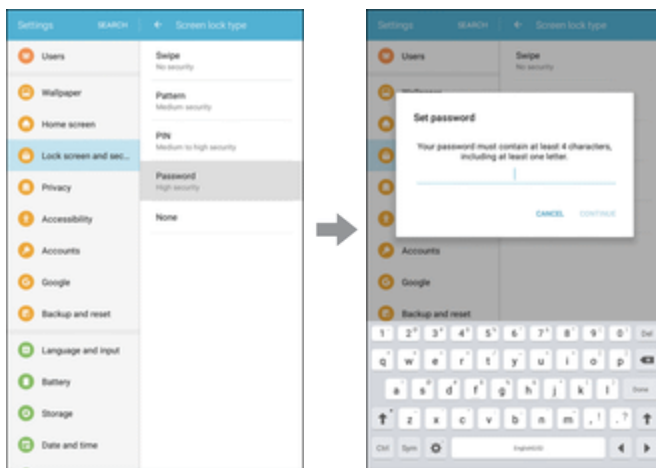 Settings SEARCH
Users
Wallpaper
Home screen
Lock screen and sec...
Privacy
Accessibility
Accounts
Google
Backup and reset
Language and input
Battery
Storage
Date and time
← Screen lock type
Swipe
No security
Pattern
Medium security
PIN
Medium to high security
Password
High security
None
Settings SEARCH
← Screen lock type
Users
Wallpaper
Swipe
No security
Set password
Your password must contain at least 4 characters,
including at least one letter.
CANCEL CONTINUE
Accounts
Google
Backup and reset
1 2 3 4 5 6 7 8 9 0 Del
q w e r t y u i o p
a s d f g h j k l Done
z x c v b n m , ! . ?
Ctrl Sym English(US)